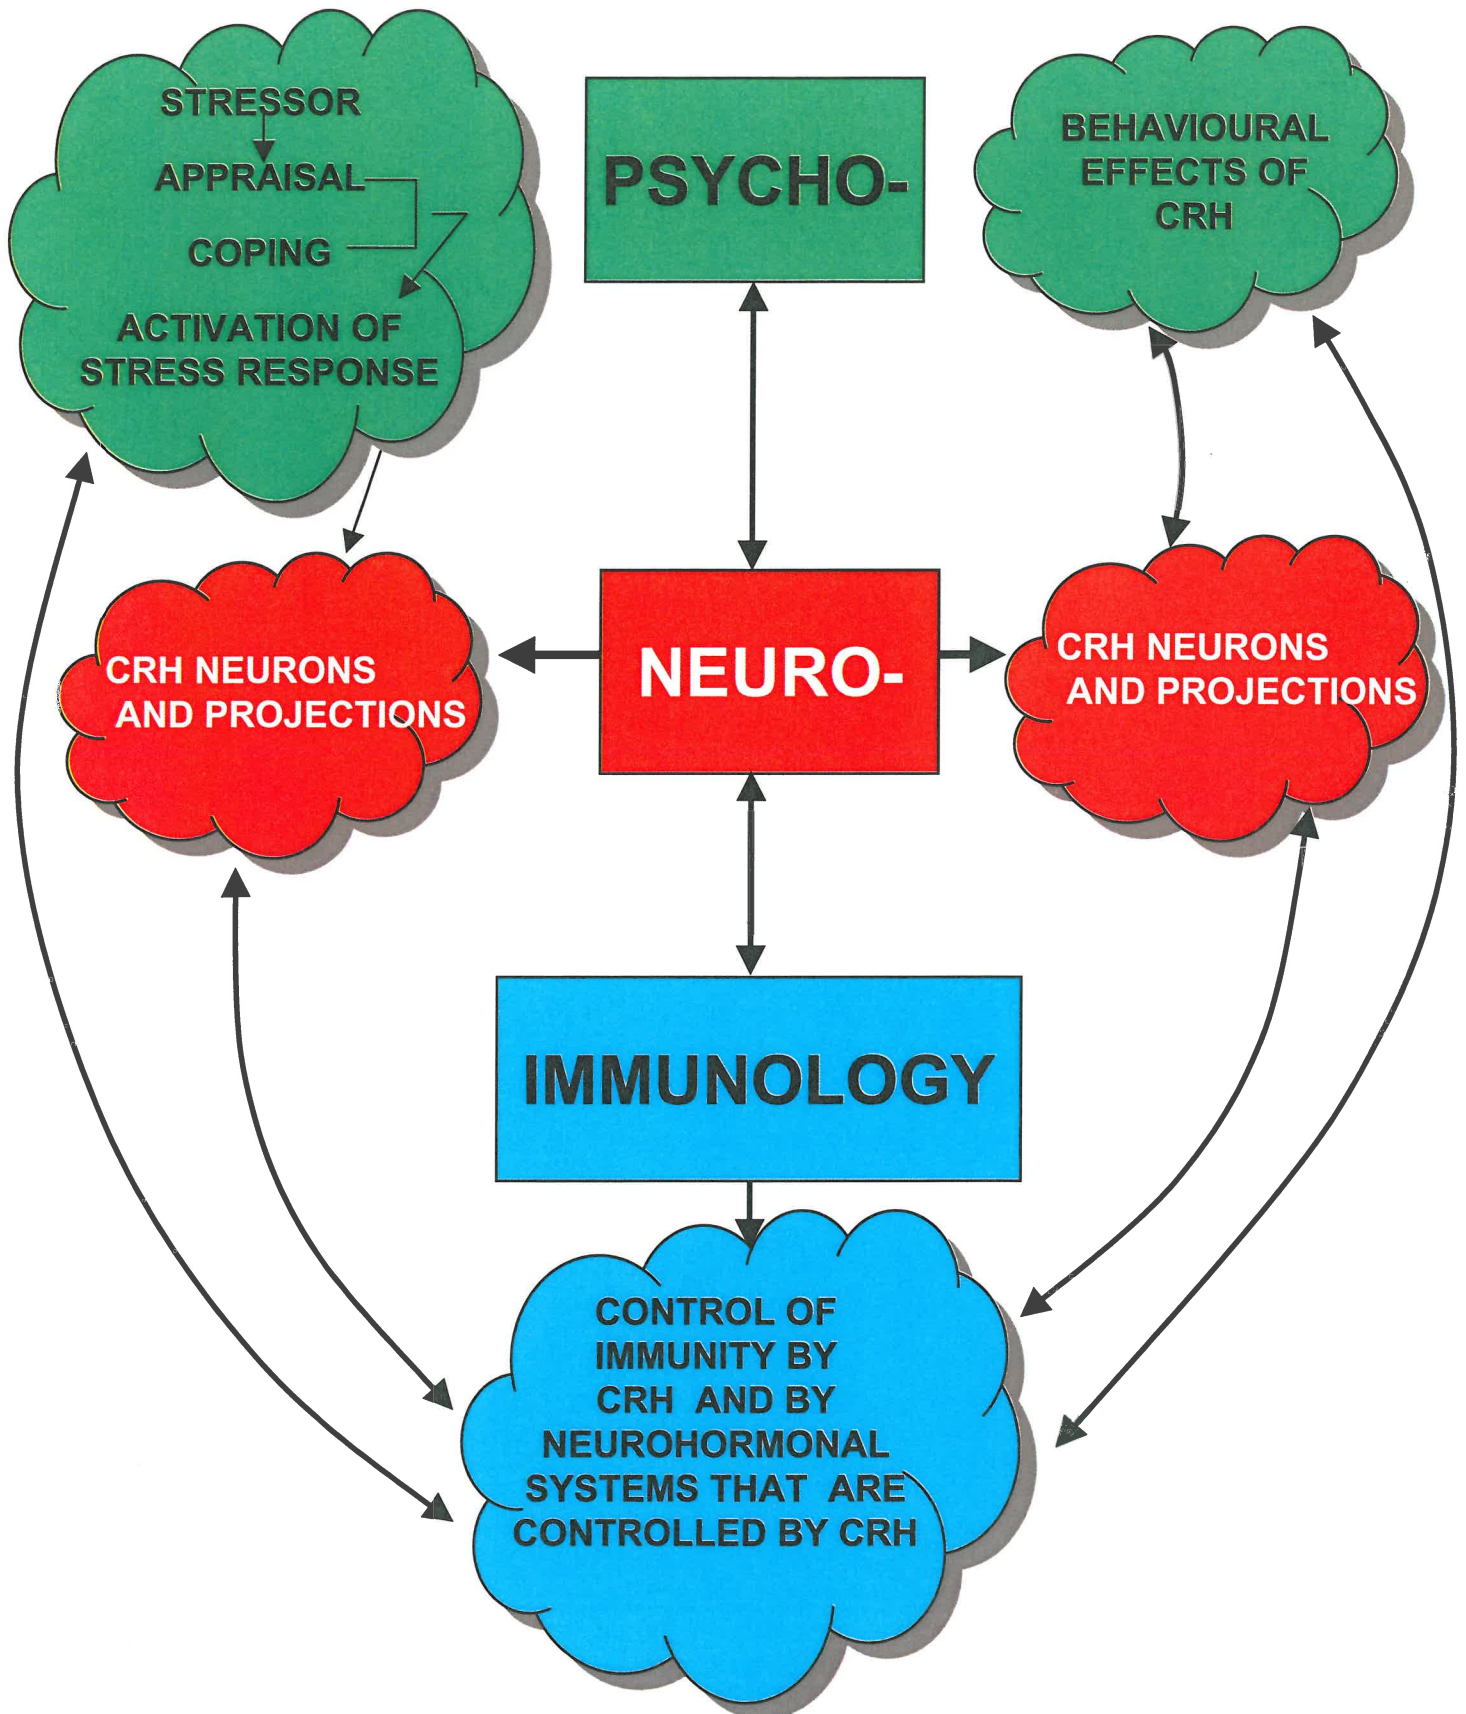 STRESSOR
APPRAISAL
COPING
ACTIVATION OF
STRESS RESPONSE
PSYCHO-
BEHAVIOURAL
EFFECTS OF
CRH
CRH NEURONS
AND PROJECTIONS
NEURO-
CRH NEURONS
AND PROJECTIONS
IMMUNOLOGY
CONTROL OF
IMMUNITY BY
CRH AND BY
NEUROHORMONAL
SYSTEMS THAT ARE
CONTROLLED BY CRH